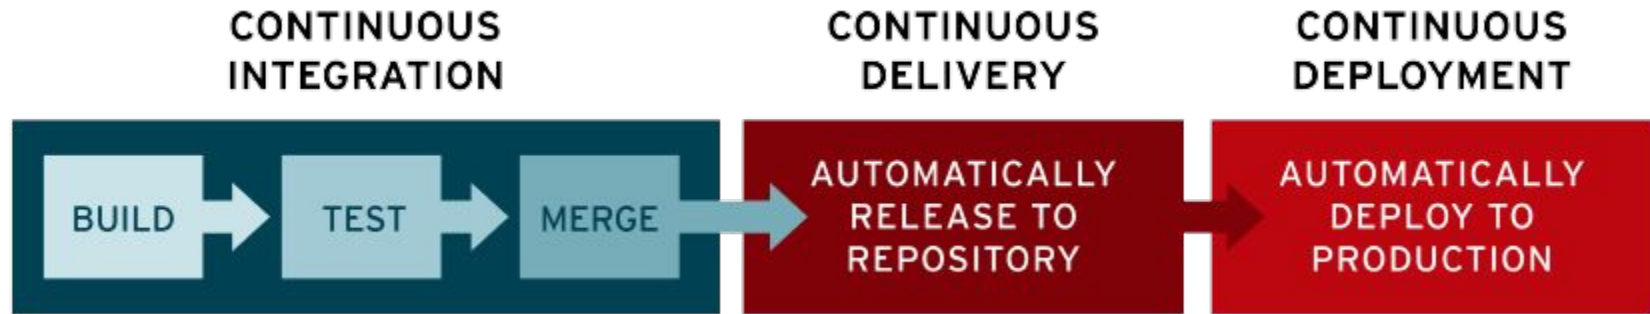 CONTINUOUS
INTEGRATION
CONTINUOUS
DELIVERY
CONTINUOUS
DEPLOYMENT
BUILD
TEST
MERGE
AUTOMATICALLY
RELEASE TO
REPOSITORY
AUTOMATICALLY
DEPLOY TO
PRODUCTION